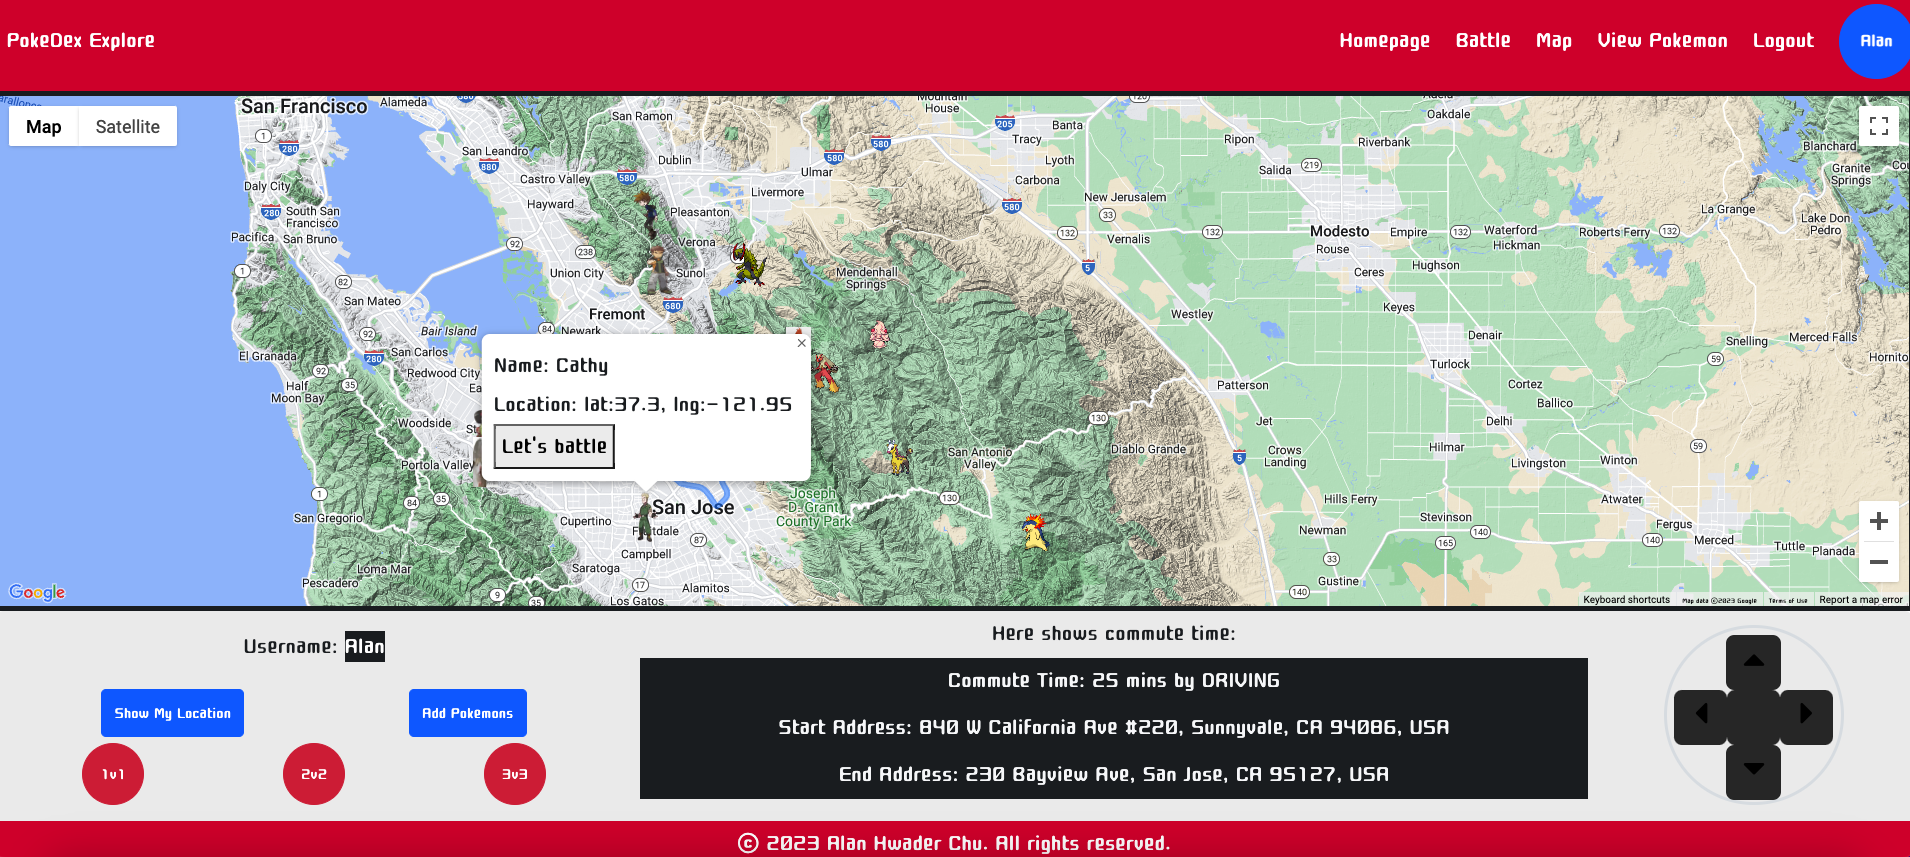 PokeDex Explore
Homepage Battle Map View Pokemon Logout Alan
Map Satellite
San Francisco
Alameda
San Ramon
Mountain House
Oakdale
Daly City
San Leandro
Dublin
Ulmar
Tracy
Banta
Lyoth
Carbona
Ripon
Riverbank
Salida
Blanchard
Granite Springs
Castro Valley
Hayward
Livermore
Pleasanton
New Jerusalem
La Grange
Lake Don Pedro
South San Francisco
Pacifica
San Bruno
Verona
Vernalis
Modesto
Rouse
Empire
Waterford
Hickman
Roberts Ferry
Union City
Sunol
Mendenhall Springs
Ceres
Hughson
San Mateo
Fremont
Newark
Westley
Keyes
Bair Island
Denair
Turlock
Snelling
Merced Falls
Hornito
El Granada
San Carlos
Redwood City
Half Moon Bay
Woodside
Portola Valley
Name: Cathy
Location: lat:37.3, lng:-121.95
Let's battle
Patterson
Cortez
Ballico
Jet
Delhi
Crows Landing
Hilmar
Livingston
Winton
San Antonio Valley
Diablo Grande
Joseph D. Grant County Park
San Jose
Cupertino
Campbell
San Gregorio
Hills Ferry
Newman
Stevinson
Atwater
Fergus
Merced
Tuttle
Planada
Loma Mar
Pescadero
Saratoga
Alamitos
Los Gatos
Gustine
Google
Keyboard shortcuts Map data ©2023 Google Terms of Use Report a map error
Username: Alan
Show My Location Add Pokemons
1v1 2v2 3v3
Here shows commute time:
Commute Time: 25 mins by DRIVING
Start Address: 840 W California Ave #220, Sunnyvale, CA 94086, USA
End Address: 230 Bayview Ave, San Jose, CA 95127, USA
© 2023 Alan Hwader Chu. All rights reserved.